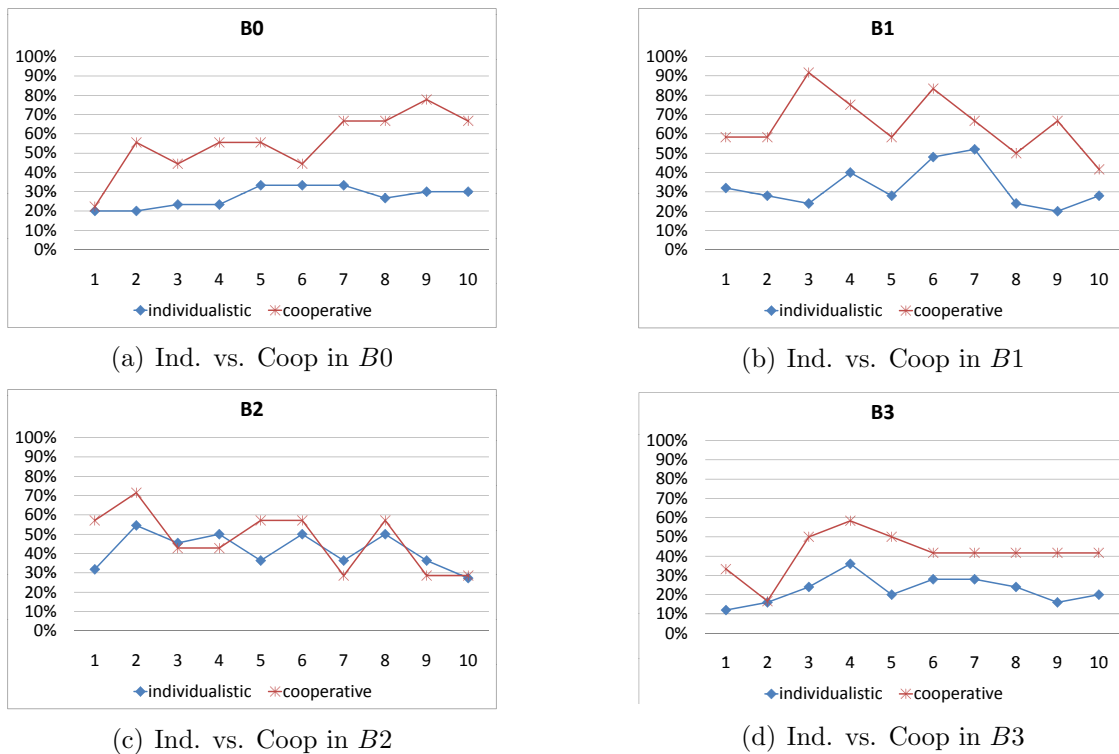 B0
100%
90%
80%
70%
60%
50%
40%
30%
20%
10%
0%
1 2 3 4 5 6 7 8 9 10
individualistic cooperative
(a) Ind. vs. Coop in B0
B1
100%
90%
80%
70%
60%
50%
40%
30%
20%
10%
0%
1 2 3 4 5 6 7 8 9 10
individualistic cooperative
(b) Ind. vs. Coop in B1
B2
100%
90%
80%
70%
60%
50%
40%
30%
20%
10%
0%
1 2 3 4 5 6 7 8 9 10
individualistic cooperative
(c) Ind. vs. Coop in B2
B3
100%
90%
80%
70%
60%
50%
40%
30%
20%
10%
0%
1 2 3 4 5 6 7 8 9 10
individualistic cooperative
(d) Ind. vs. Coop in B3